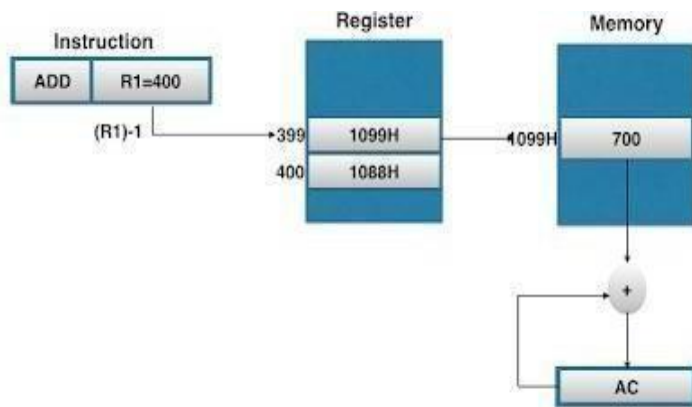 Instruction
Register
Memory
ADD
R1=400
(R1)-1
399
1099H
1099H
700
400
1088H
+
AC